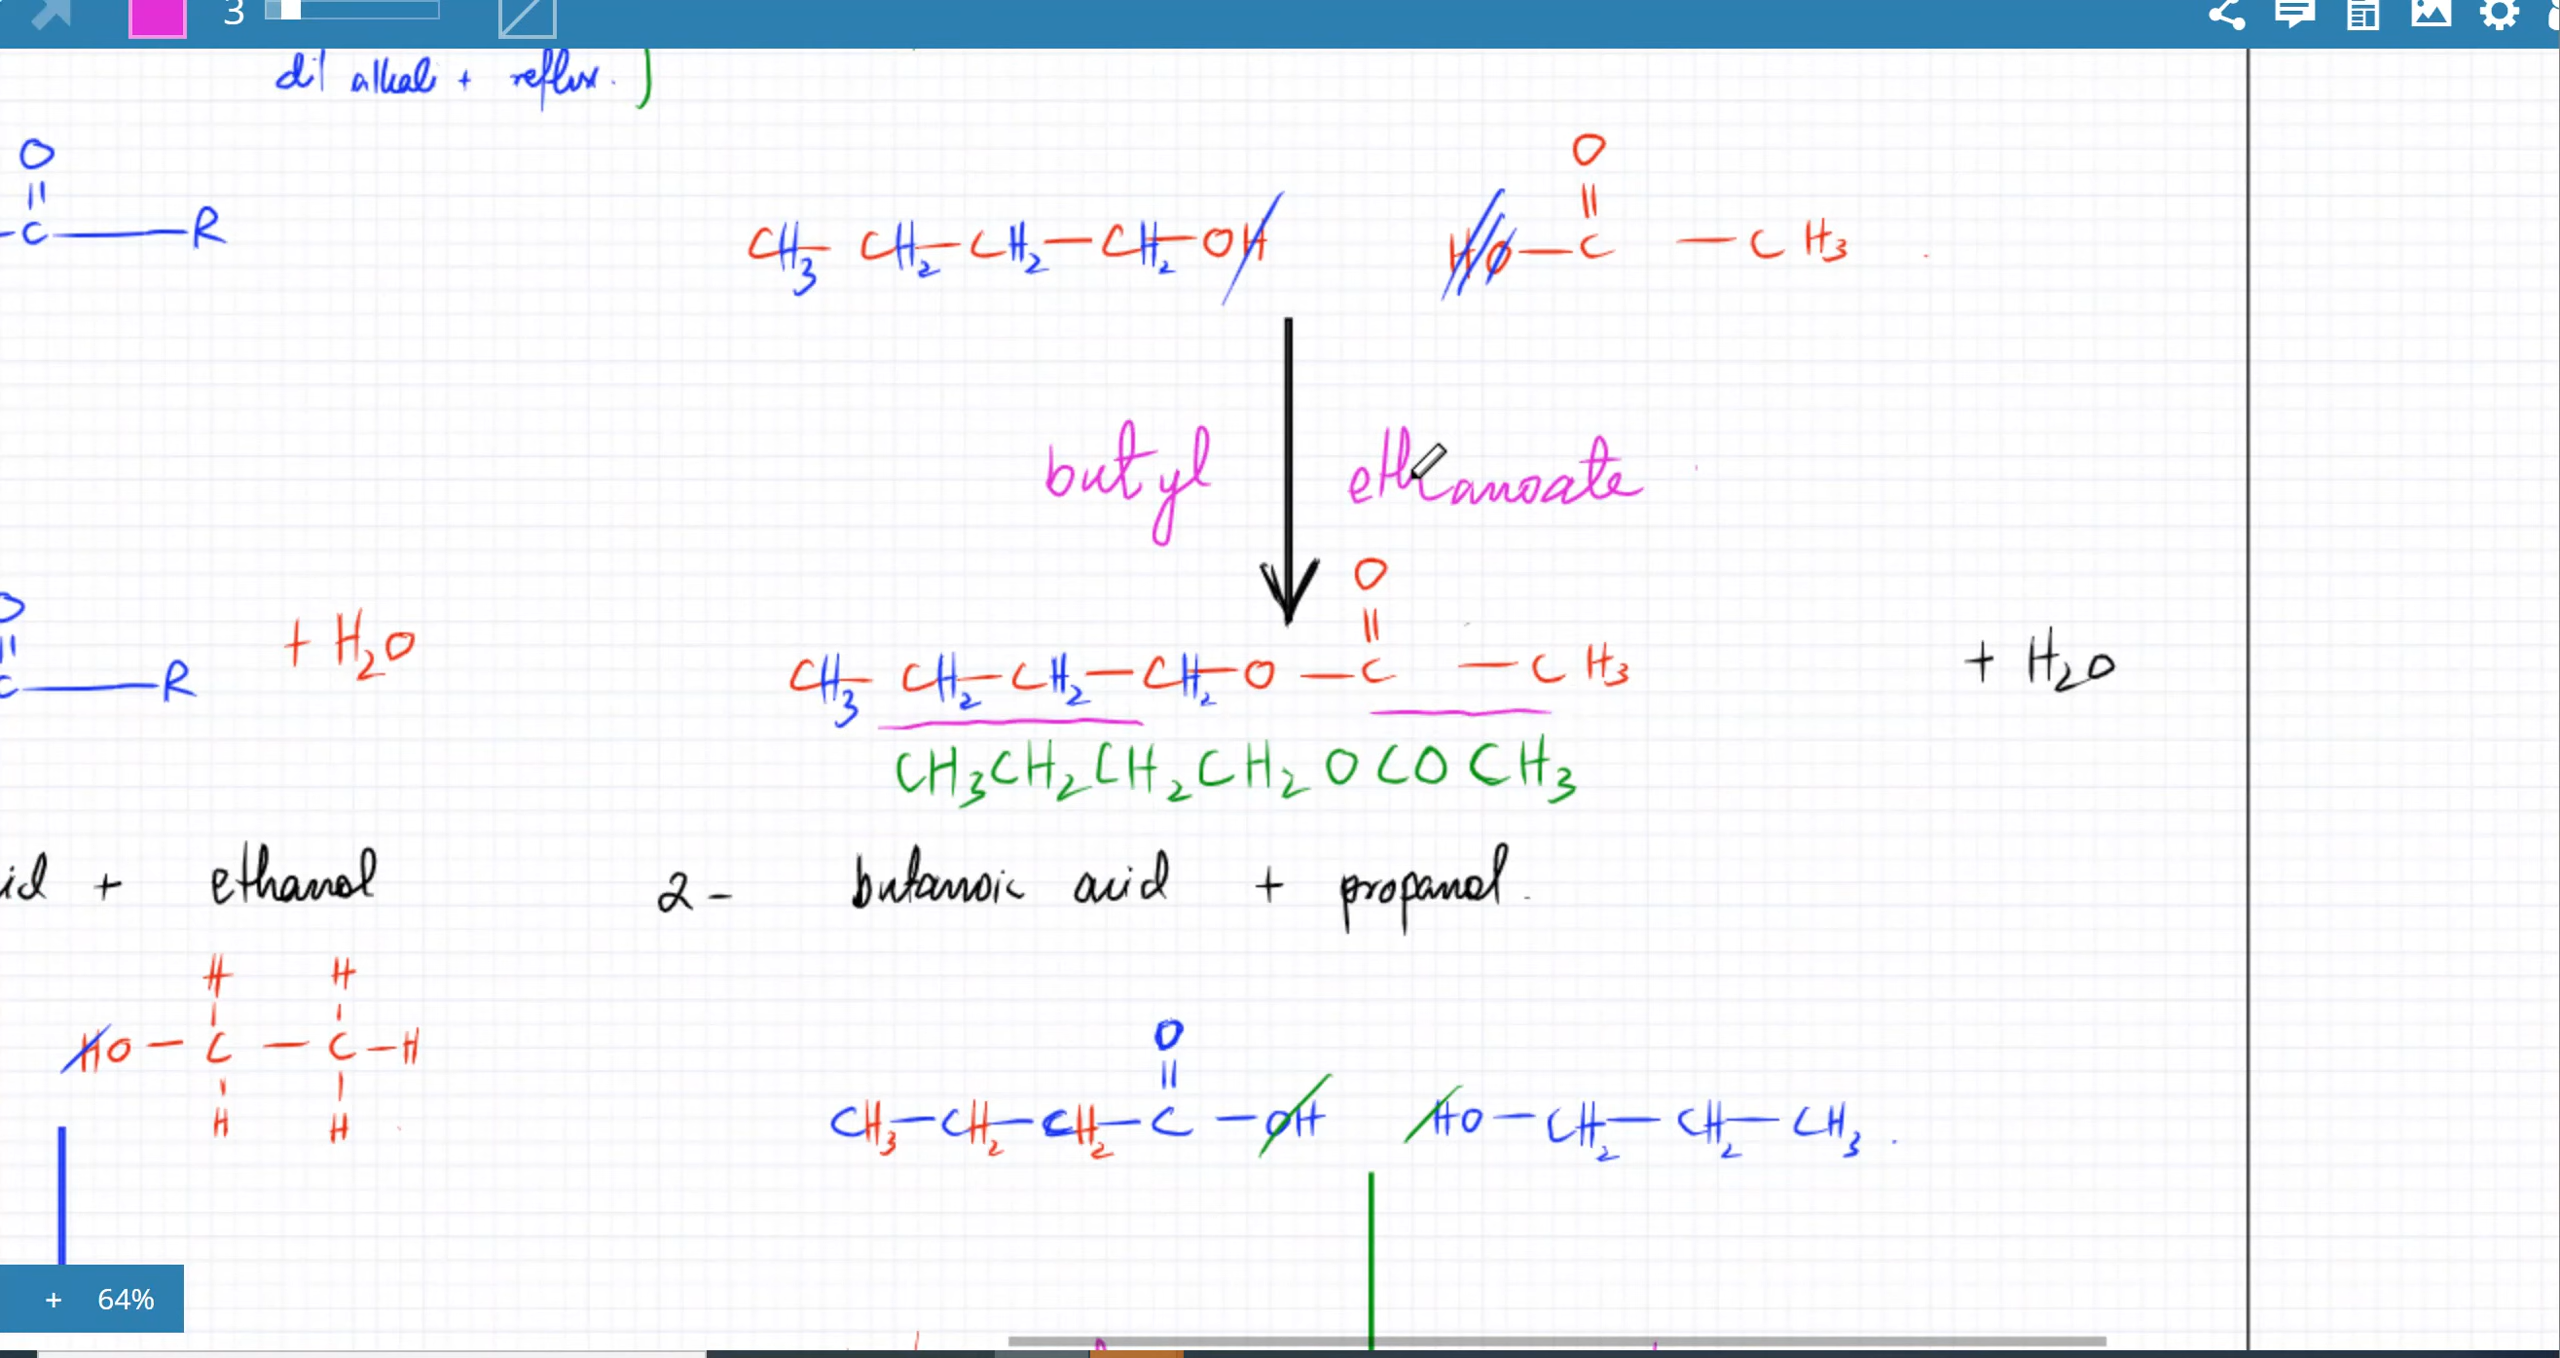 3
dil alkali + reflux.)
O
||
-C—R
O
||
CH3 CH2—CH2—CH2—OH HO—C —CH3
butyl ethanoate
O
||
CH3 CH2—CH2—CH2—O —C —CH3 + H2O
O
||
C—R + H2O
CH3CH2CH2CH2OCOCH3
id + ethanol 2- butanoic acid + propanol.
H H
HO—C—C—H
H H
O
||
CH3—CH2—CH2—C—OH HO—CH2—CH2—CH3.
+ 64%